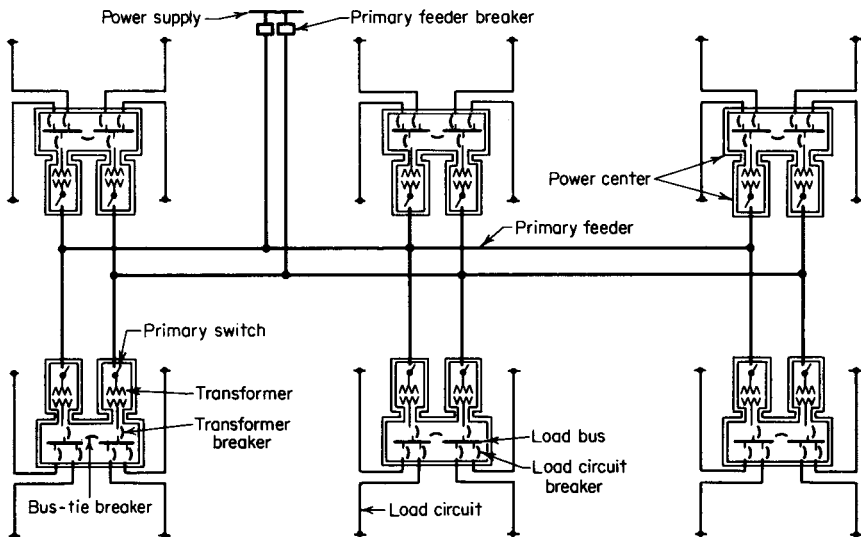 Power supply
Primary feeder breaker
Power center
Primary feeder
Primary switch
Transformer
Transformer
breaker
Load bus
Load circuit
breaker
Bus-tie breaker
Load circuit